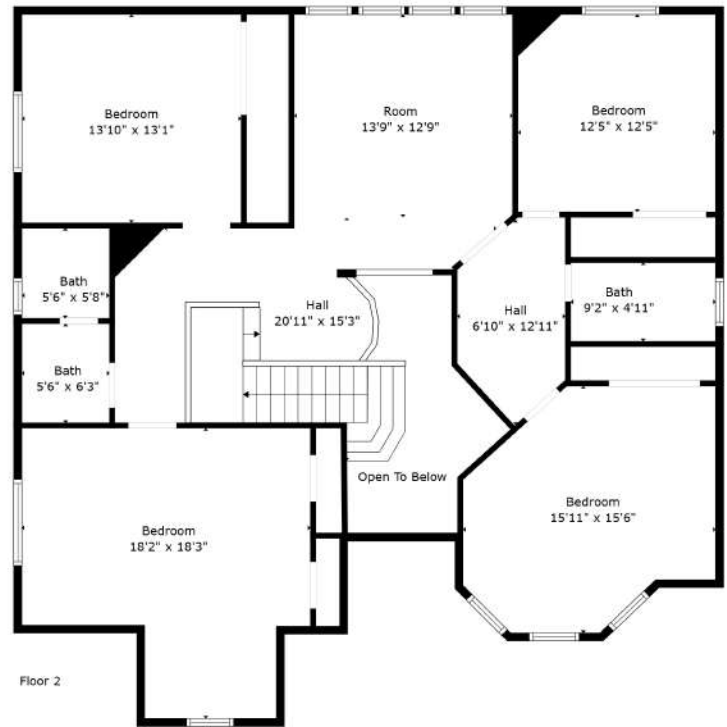 Bedroom
13'10" x 13'1"
Room
13'9" x 12'9"
Bedroom
12'5" x 12'5"
Bath
5'6" x 5'8"
Hall
20'11" x 15'3"
Hall
6'10" x 12'11"
Bath
9'2" x 4'11"
Bath
5'6" x 6'3"
Open To Below
Bedroom
18'2" x 18'3"
Bedroom
15'11" x 15'6"
Floor 2